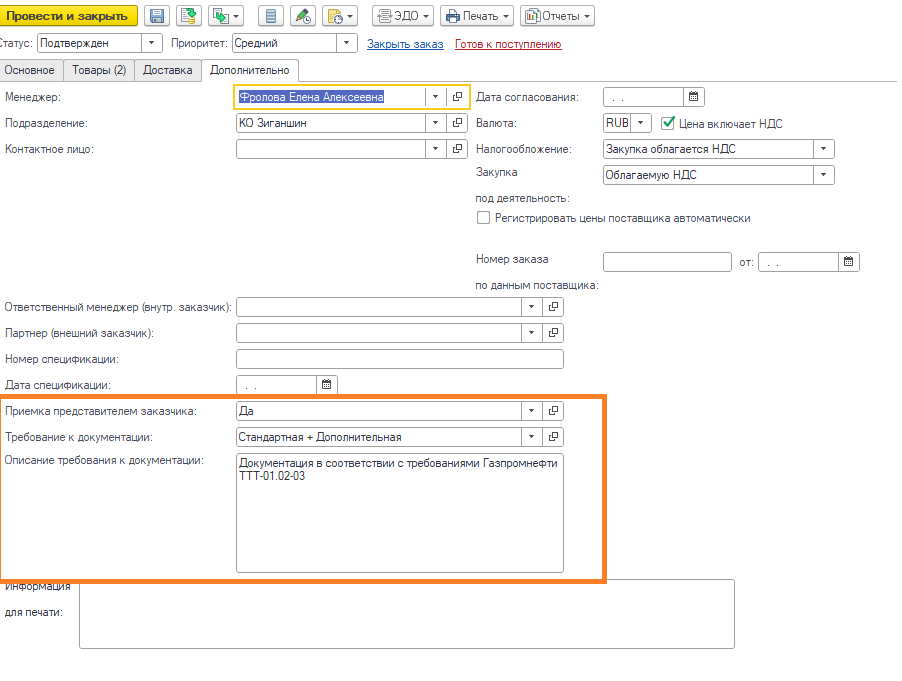 Провести и закрыть ЭДО Печать Отчеты
Статус: Подтвержден Приоритет: Средний Закрыть заказ Готов к поступлению
Основное Товары (2) Доставка Дополнительно
Менеджер: Фролова Елена Алексеевна Дата согласования: . .
Подразделение: КО Зиганшин Валюта: RUB Цена включает НДС
Контактное лицо: Налогообложение: Закупка облагается НДС
Закупка Облагаемую НДС
под деятельность:
Регистрировать цены поставщика автоматически
Номер заказа от: . .
по данным поставщика:
Ответственный менеджер (внутр. заказчик):
Партнер (внешний заказчик):
Номер спецификации:
Дата спецификации: . .
Приемка представителем заказчика: Да
Требование к документации: Стандартная + Дополнительная
Описание требования к документации: Документация в соответствии с требованиями Газпромнефти
ТТТ-01.02-03
Информация
для печати: